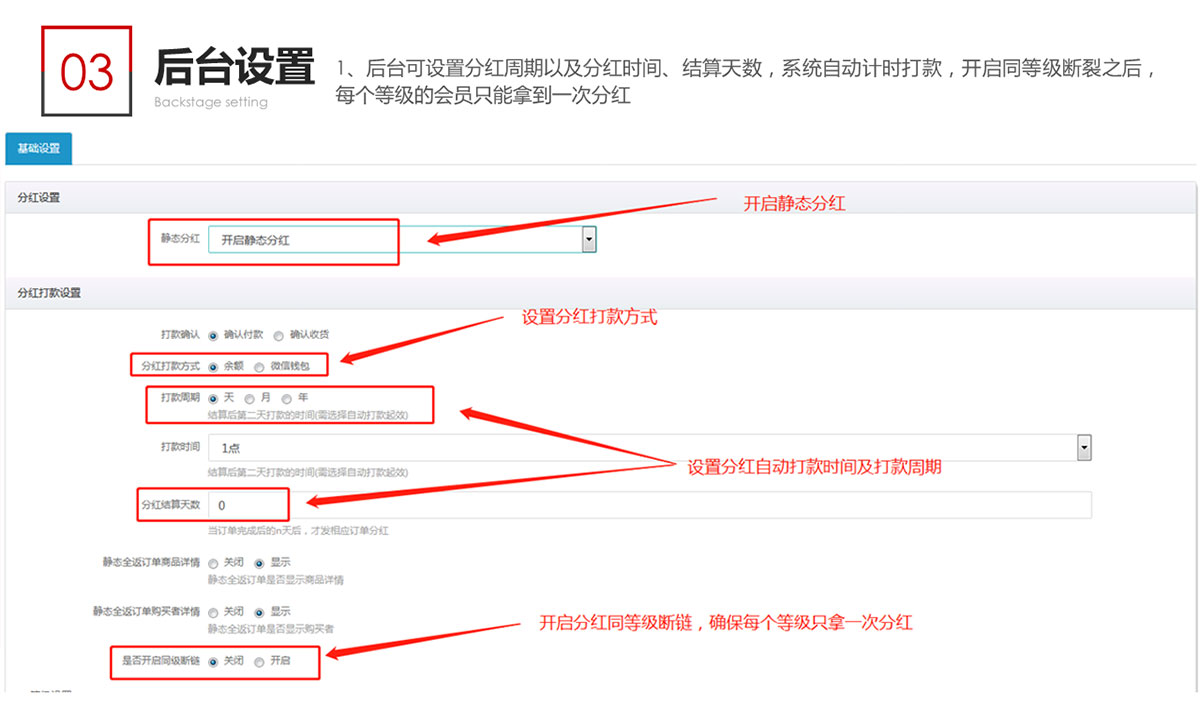 03
后台设置
Backstage setting
1、后台可设置分红周期以及分红时间、结算天数，系统自动计时打款，开启同等级断裂之后，
每个等级的会员只能拿到一次分红
基础设置
分红设置
开启静态分红
静态分红 开启静态分红
分红打款设置
设置分红打款方式
打款确认 确认付款 确认收货
分红打款方式 余额 微信钱包
打款周期 天 月 年
结算后第二天打款的时间(需选择自动打款起效)
打款时间 1点
设置分红自动打款时间及打款周期
结算后第二天打款的时间(需选择自动打款起效)
分红结算天数 0
当订单完成后的n天后，才发相应订单分红
静态全返订单商品详情 关闭 显示
静态全返订单是否显示商品详情
静态全返订单购买者详情 关闭 显示
静态全返订单是否显示购买者
开启分红同等级断链，确保每个等级只拿一次分红
是否开启同级断链 关闭 开启